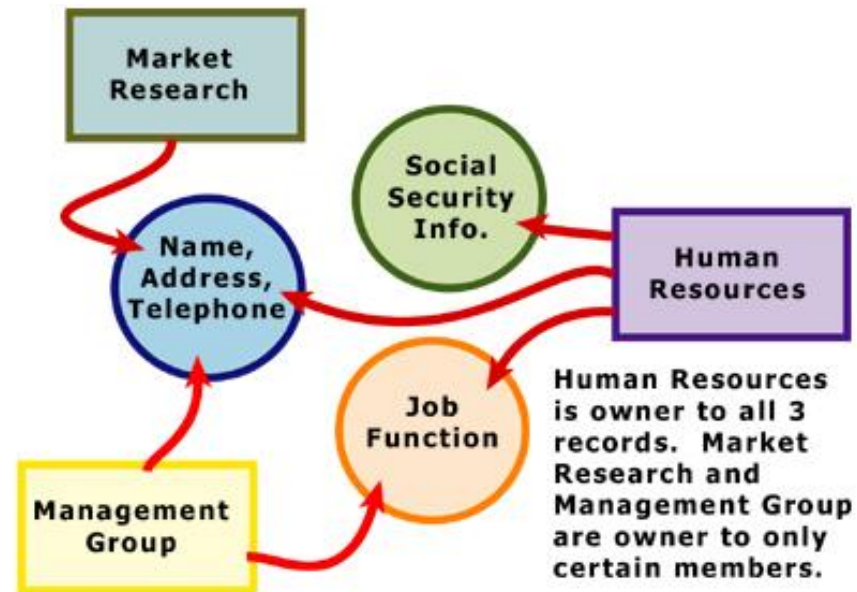 Market
Research
Social
Security
Info.
Name,
Address,
Telephone
Human
Resources
Job
Function
Management
Group
Human Resources
is owner to all 3
records.  Market
Research and
Management Group
are owner to only
certain members.